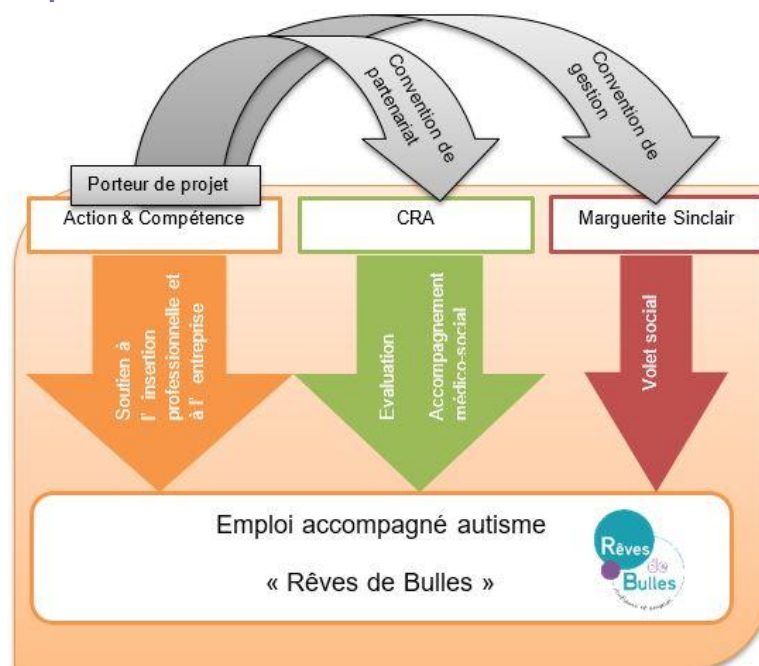 Convention de
partenariat
Convention de
gestion
Porteur de projet
Action & Compétence
CRA
Marguerite Sinclair
Soutien à
l' insertion
professionnelle et
à l' entreprise
Evaluation
Accompagnement
médico-social
Volet social
Emploi accompagné autisme
« Rêves de Bulles »
Rêves
de
Bulles